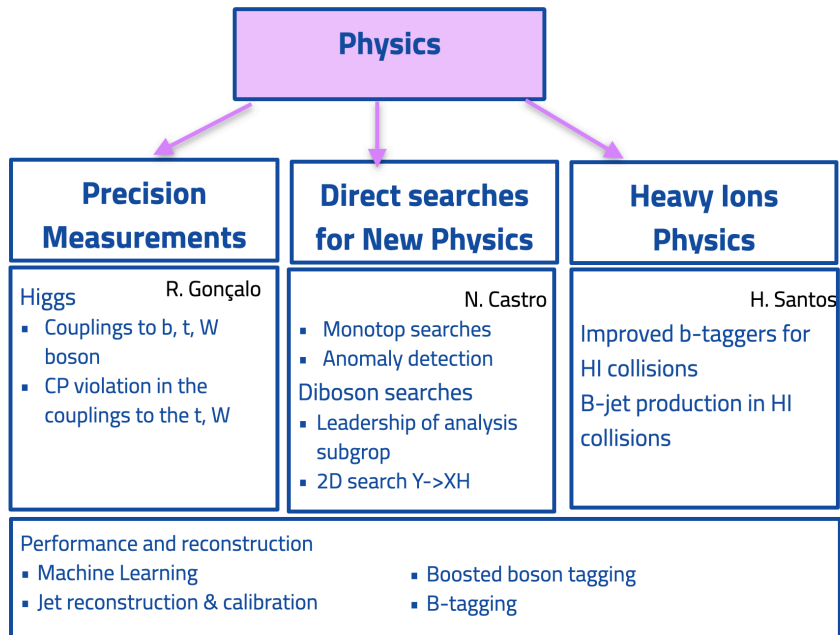 Physics
Precision
Measurements
Direct searches
for New Physics
Heavy Ions
Physics
R. Gonçalo
Higgs
▪ Couplings to b, t, W
boson
▪ CP violation in the
couplings to the t, W
N. Castro
▪ Monotop searches
▪ Anomaly detection
Diboson searches
▪ Leadership of analysis
subgrop
▪ 2D search Y->XH
H. Santos
Improved b-taggers for
HI collisions
B-jet production in HI
collisions
Performance and reconstruction
▪ Machine Learning
▪ Jet reconstruction & calibration
▪ Boosted boson tagging
▪ B-tagging